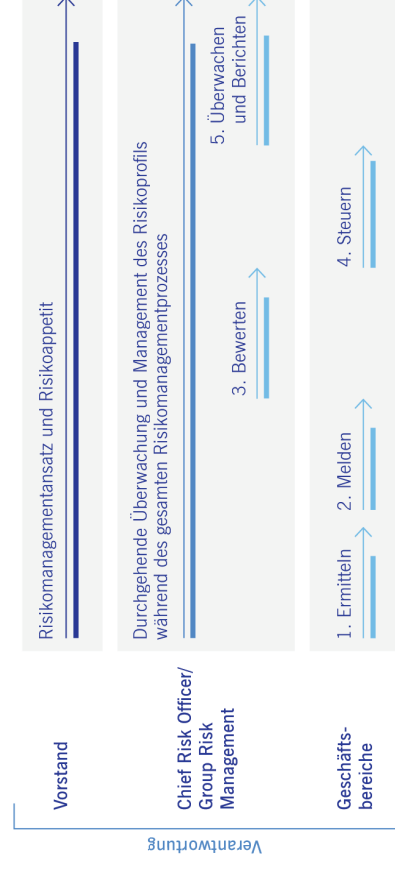 Verantwortung
Vorstand
Risikomanagementansatz und Risikoappetit
Chief Risk Officer/
Group Risk
Management
Durchgehende Überwachung und Management des Risikoprofils
während des gesamten Risikomanagementprozesses
3. Bewerten
5. Überwachen
und Berichten
Geschäfts-
bereiche
1. Ermitteln
2. Melden
4. Steuern